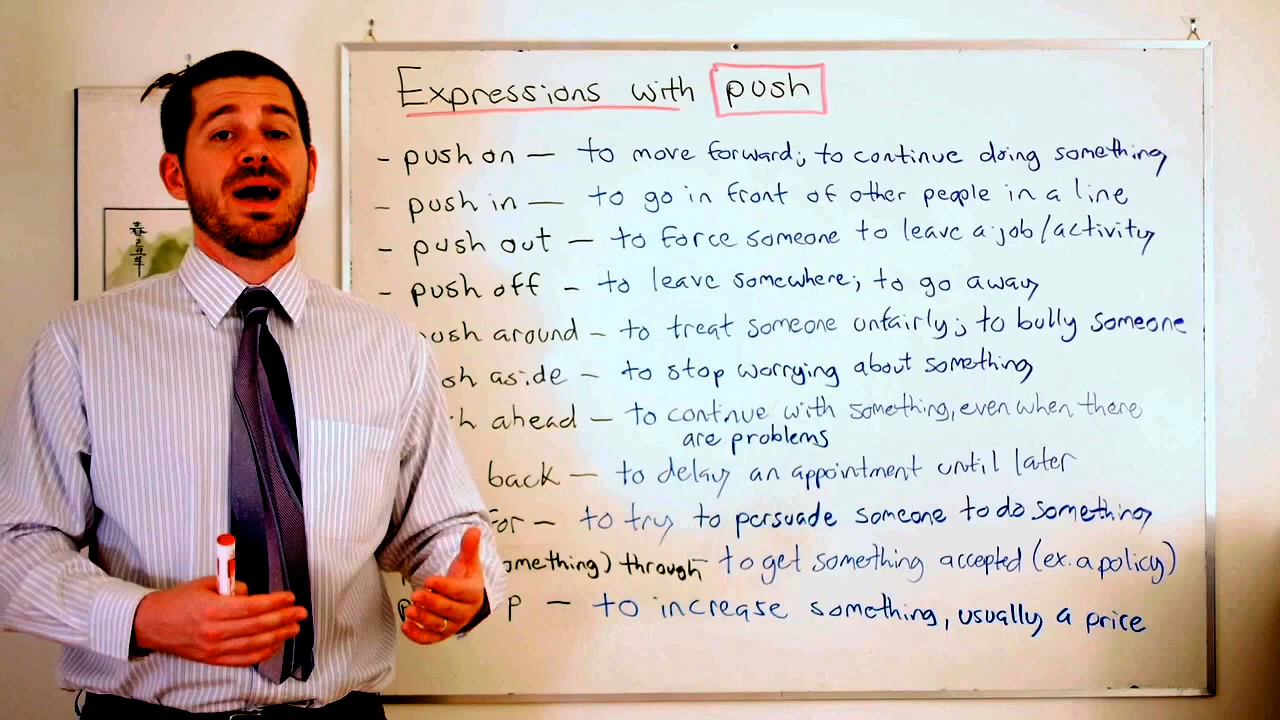 Expressions with push
- push on — to move forward; to continue doing something
- push in — to go in front of other people in a line
- push out — to force someone to leave a job/activity
- push off - to leave somewhere; to go away
push around - to treat someone unfairly; to bully someone
sh aside - to stop worrying about something
h ahead - to continue with something, even when there
are problems
back — to delay an appointment until later
for - to try to persuade someone to do something
omething) through - to get something accepted (ex. a policy)
p p - to increase something, usually a price
春